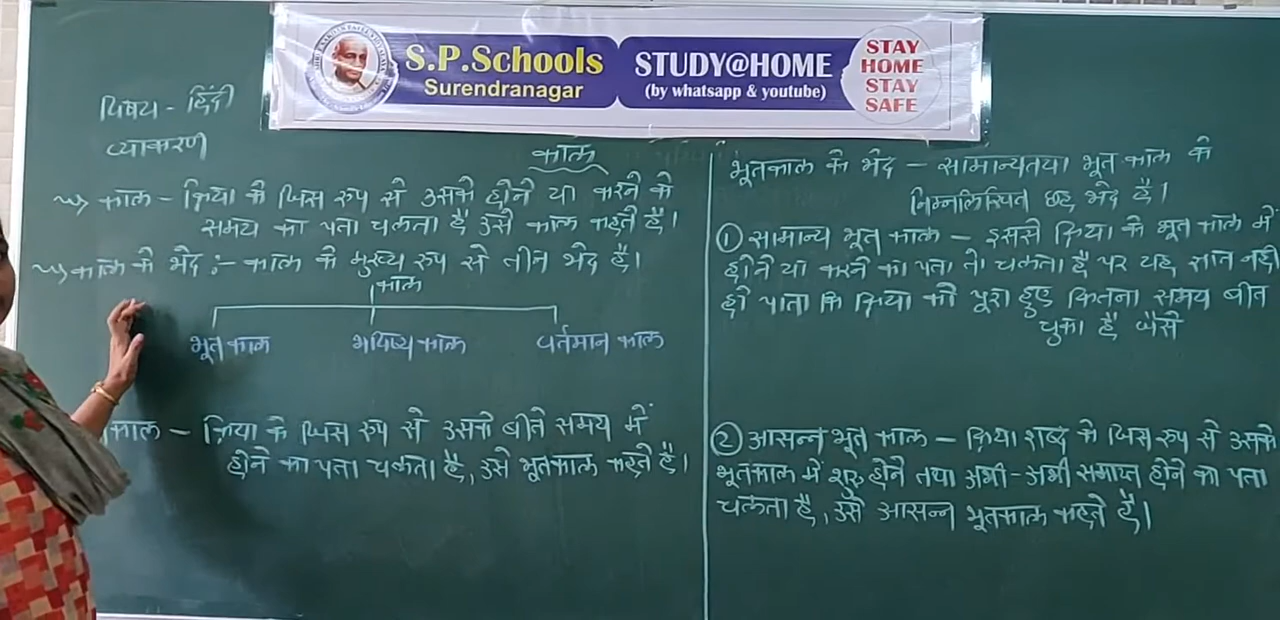 S.P.Schools
Surendranagar
STUDY@HOME
(by whatsapp & youtube)
STAY
HOME
STAY
SAFE
विषय - हिंदी
व्याकरण
काल
काल - क्रिया के जिस रुप से उसके होने या करने के
समय का पता चलता है उसे काल कहते है।
काल के भेद :- काल के मुख्य रुप से तीन भेद है।
काल
भूतकाल भविष्यकाल वर्तमान काल
काल - क्रिया के जिस रुप से उसके बीते समय में
होने का पता चलता है, उसे भूतकाल कहते है।
भूतकाल के भेद - सामान्यतया भूत काल के
निम्नलिखित छह भेद है।
① सामान्य भूत काल - इससे क्रिया के भूत काल में
होने या करने का पता तो चलता है पर यह ज्ञात नही
हो पाता कि क्रिया को पूरा हुए कितना समय बीत
चुका है जैसे
② आसन्न भूत काल - क्रिया शब्द के जिस रुप से उसके
भूतकाल में शुरु होने तथा अभी-अभी समाप्त होने का पता
चलता है, उसे आसन्न भूतकाल कहते है।